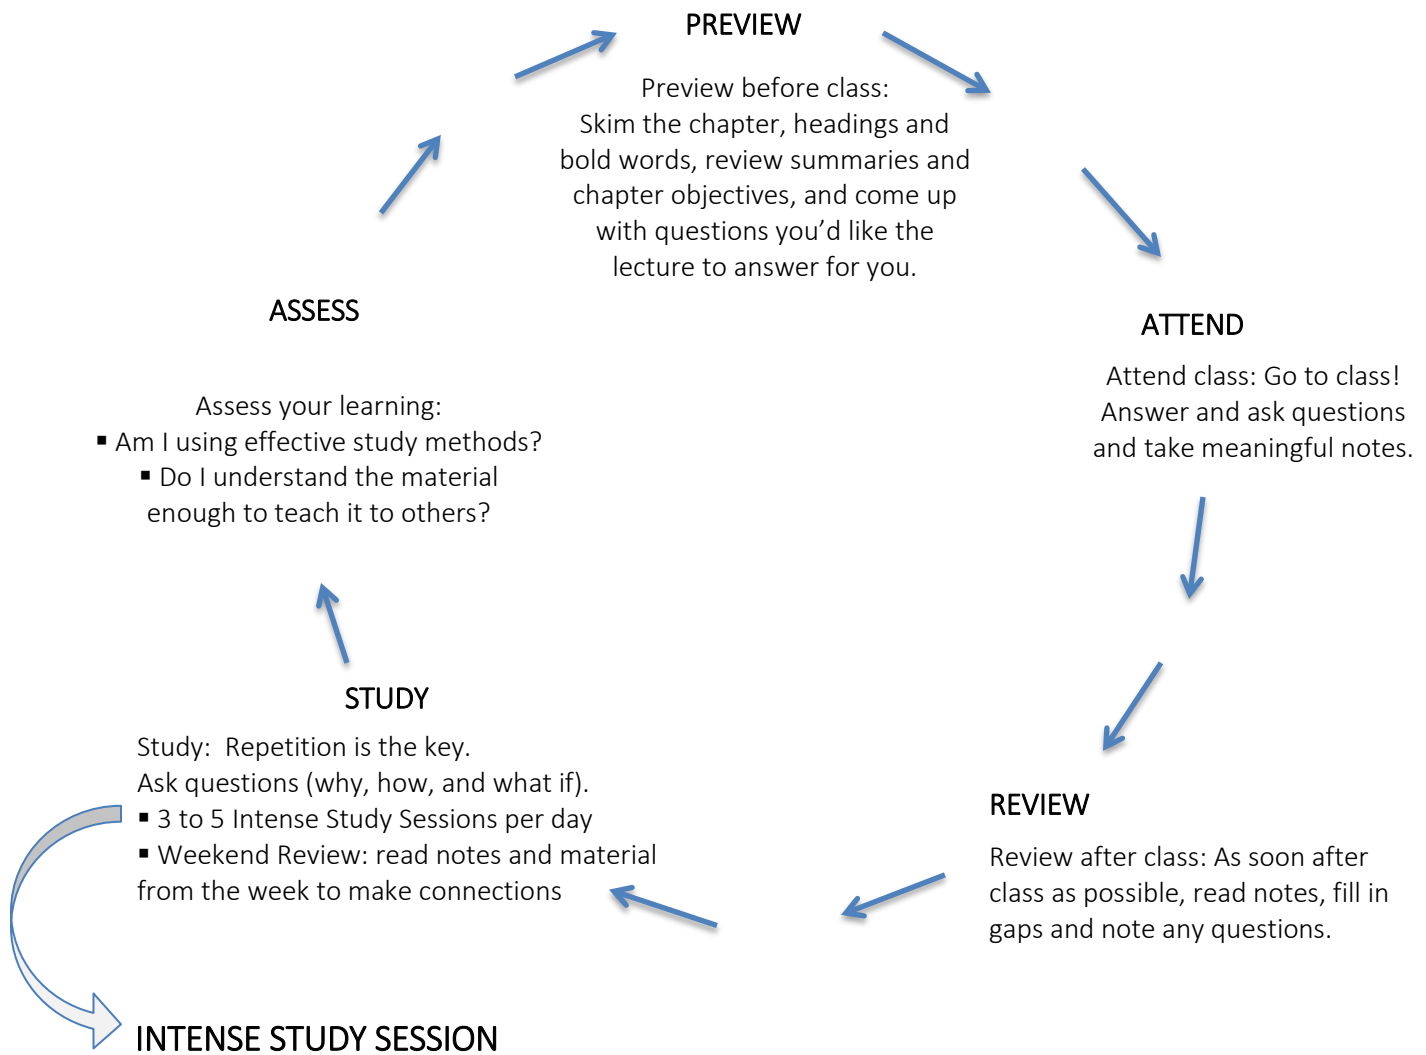 PREVIEW
Preview before class:
Skim the chapter, headings and
bold words, review summaries and
chapter objectives, and come up
with questions you’d like the
lecture to answer for you.
ATTEND
Attend class: Go to class!
Answer and ask questions
and take meaningful notes.
REVIEW
Review after class: As soon after
class as possible, read notes, fill in
gaps and note any questions.
STUDY
Study:  Repetition is the key.
Ask questions (why, how, and what if).
▪ 3 to 5 Intense Study Sessions per day
▪ Weekend Review: read notes and material
from the week to make connections
ASSESS
Assess your learning:
▪ Am I using effective study methods?
▪ Do I understand the material
enough to teach it to others?
INTENSE STUDY SESSION